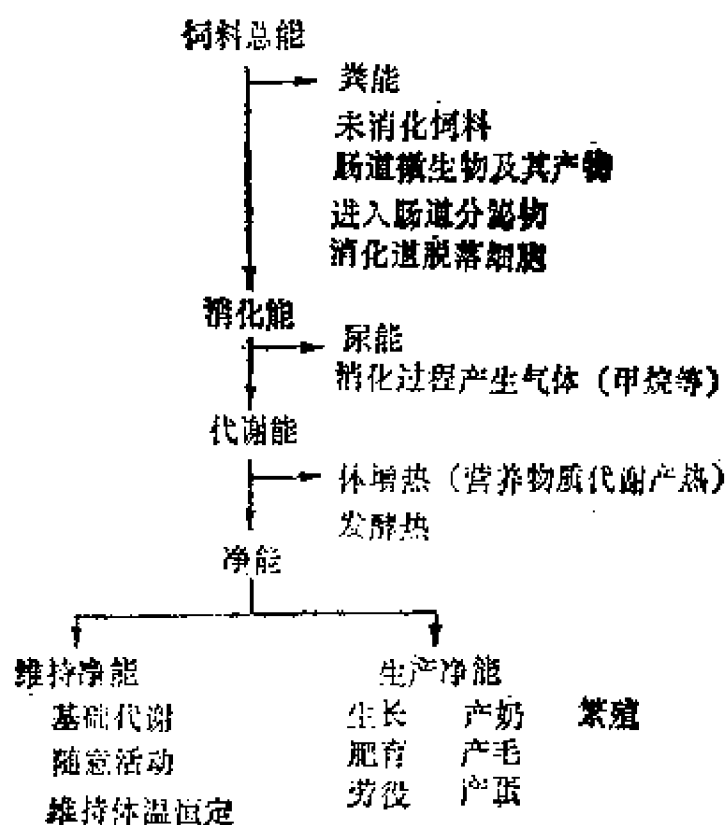 饲料总能
粪能
未消化饲料
肠道微生物及其产物
进入肠道分泌物
消化道脱落细胞
消化能
尿能
消化过程产生气体（甲烷等）
代谢能
体增热（营养物质代谢产热）
发酵热
净能
维持净能 生产净能
基础代谢 生长 产奶 繁殖
随意活动 肥育 产毛
维持体温恒定 劳役 产蛋